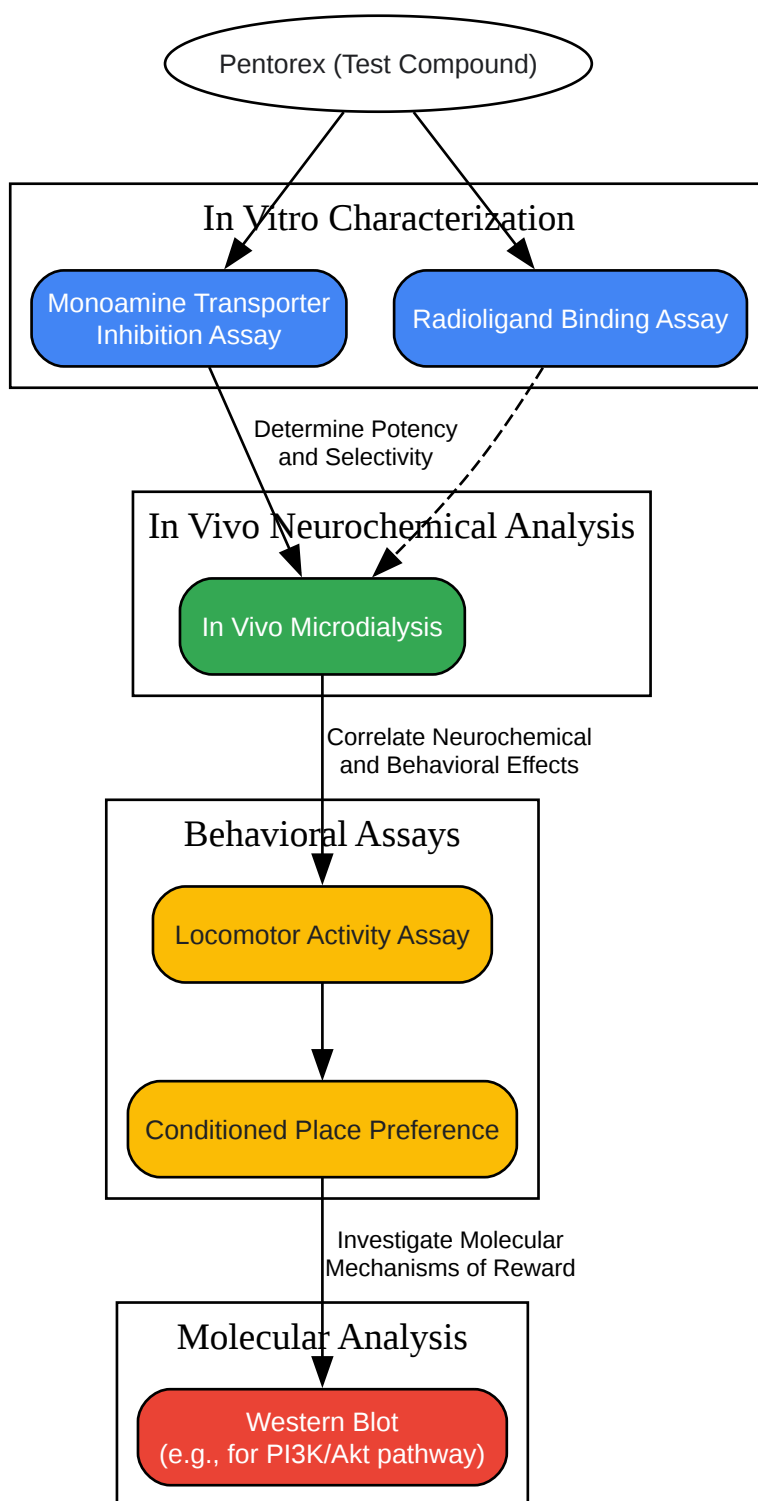 Pentorex (Test Compound)
In Vitro Characterization
Monoamine Transporter
Inhibition Assay
Radioligand Binding Assay
Determine Potency
and Selectivity
In Vivo Neurochemical Analysis
In Vivo Microdialysis
Correlate Neurochemical
and Behavioral Effects
Behavioral Assays
Locomotor Activity Assay
Conditioned Place Preference
Investigate Molecular
Mechanisms of Reward
Molecular Analysis
Western Blot
(e.g., for PI3K/Akt pathway)